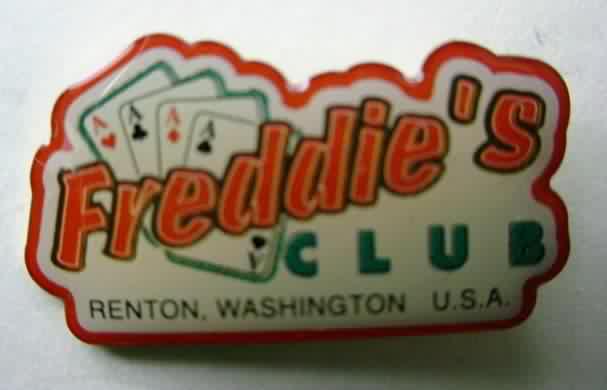 A A A A
Freddie's
A
CLUB
RENTON, WASHINGTON U.S.A.